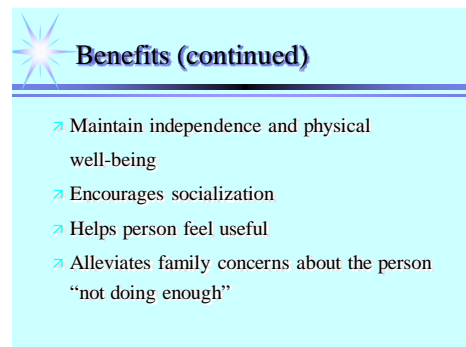 Benefits (continued)
Maintain independence and physical
well-being
Encourages socialization
Helps person feel useful
Alleviates family concerns about the person
“not doing enough”